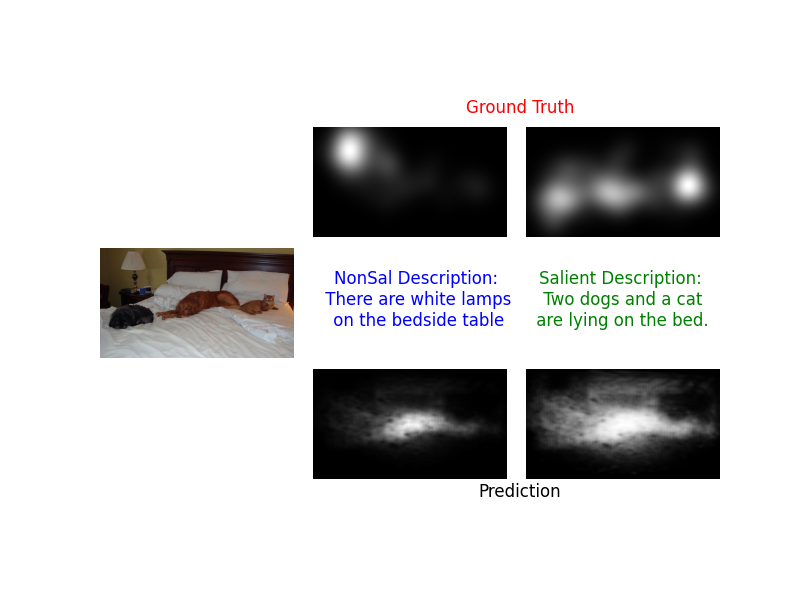 Ground Truth
NonSal Description:
There are white lamps
on the bedside table
Salient Description:
Two dogs and a cat
are lying on the bed.
Prediction